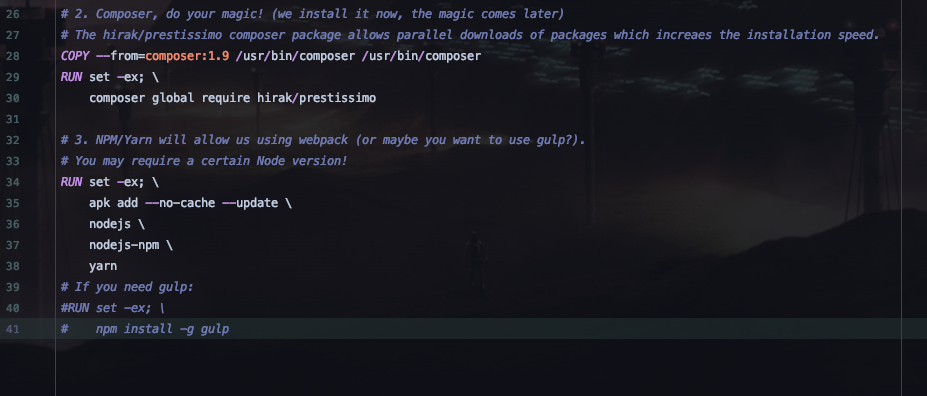 26 # 2. Composer, do your magic! (we install it now, the magic comes later)
27 # The hirak/prestissimo composer package allows parallel downloads of packages which increaes the installation speed.
28 COPY --from=composer:1.9 /usr/bin/composer /usr/bin/composer
29 RUN set -ex; \
30     composer global require hirak/prestissimo
31
32 # 3. NPM/Yarn will allow us using webpack (or maybe you want to use gulp?).
33 # You may require a certain Node version!
34 RUN set -ex; \
35     apk add --no-cache --update \
36     nodejs \
37     nodejs-npm \
38     yarn
39 # If you need gulp:
40 #RUN set -ex; \
41 #    npm install -g gulp